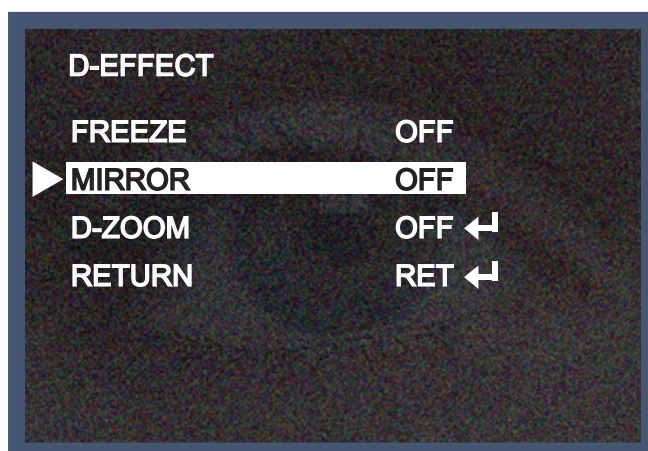 D-EFFECT
FREEZE OFF
MIRROR OFF
D-ZOOM OFF ↵
RETURN RET ↵